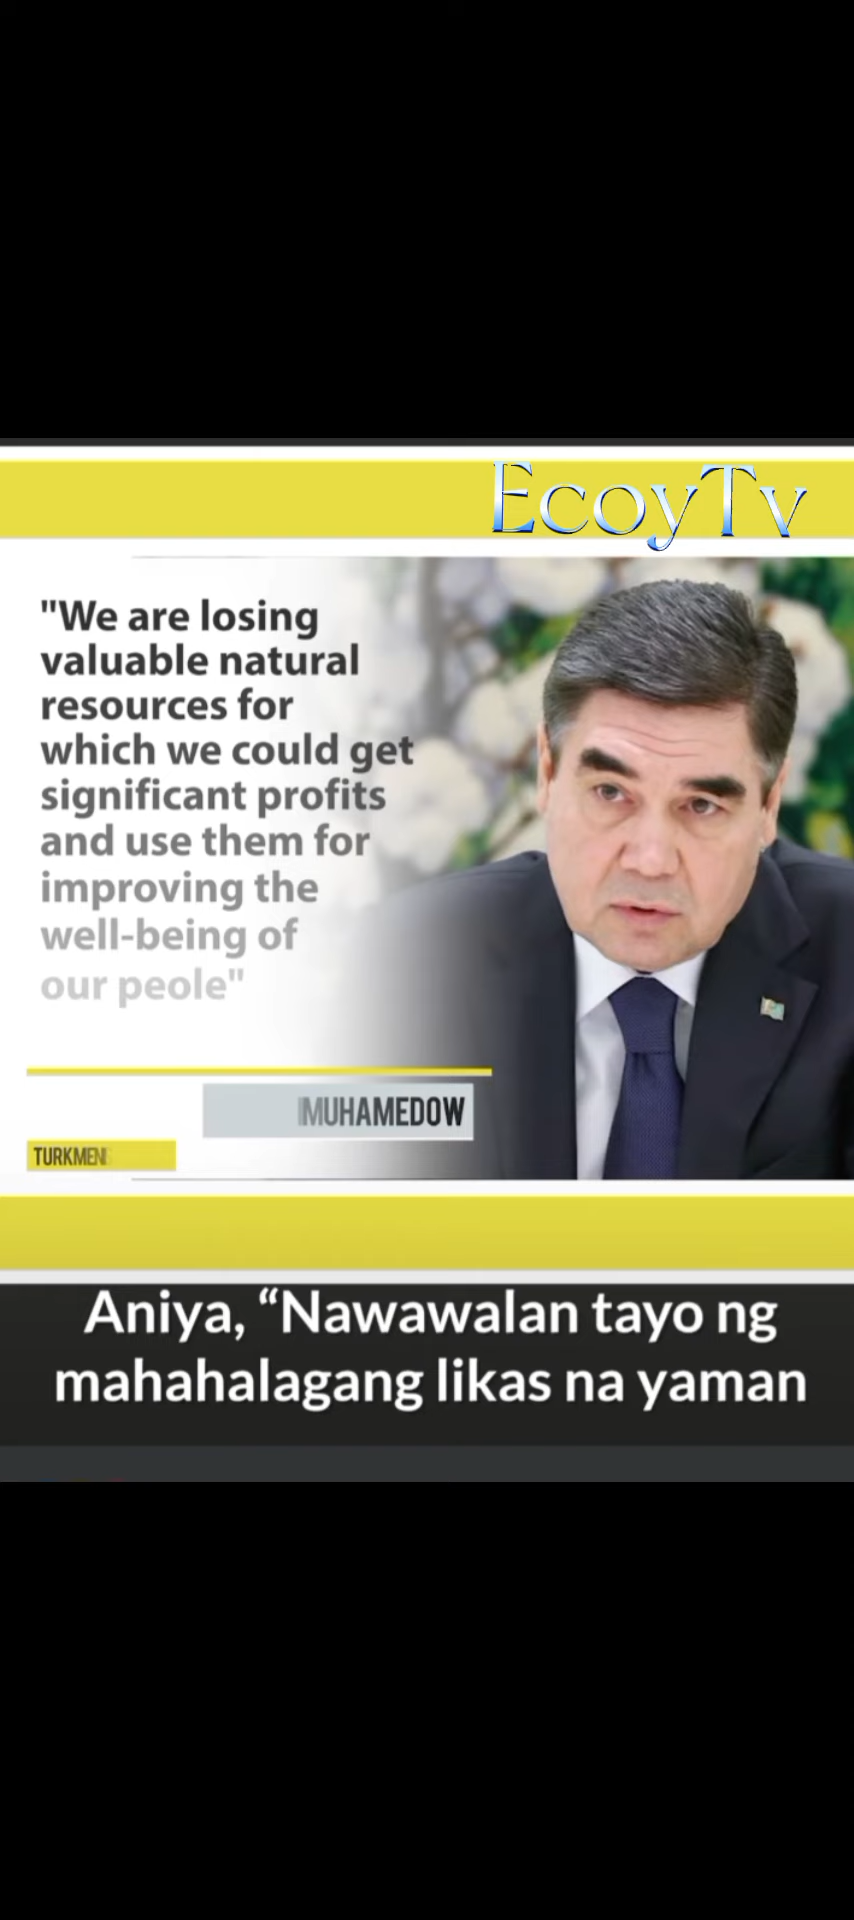 EcoyTv
"We are losing
valuable natural
resources for
which we could get
significant profits
and use them for
improving the
well-being of
our peole"
MUHAMEDOW
TURKMEN
Aniya, “Nawawalan tayo ng
mahahalagang likas na yaman